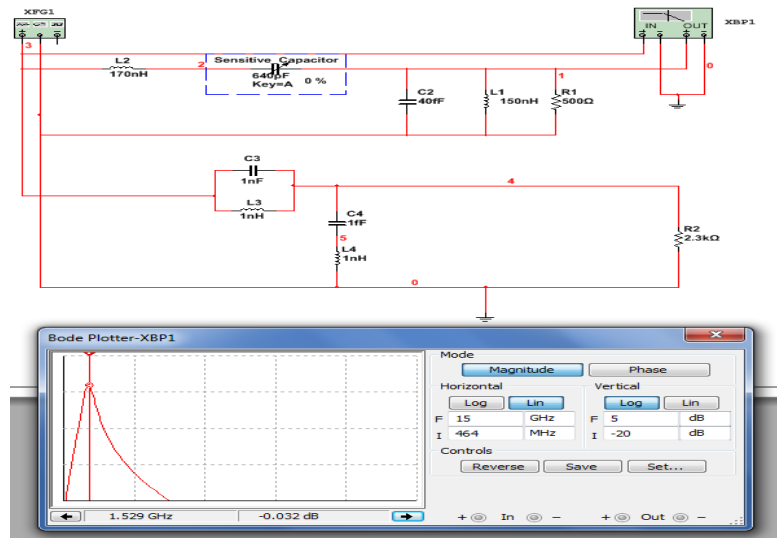 XFG1
XBP1
IN OUT
3
L2
170nH
2
Sensitive Capacitor
640pF
Key=A
0 %
1
0
C2
40fF
L1
150nH
R1
500Ω
C3
1nF
L3
1nH
4
C4
1fF
5
L4
1nH
R2
2.3kΩ
0
Bode Plotter-XBP1
Mode
Magnitude
Phase
Horizontal
Vertical
Log
Lin
Log
Lin
F 15 GHz
F 5 dB
I 464 MHz
I -20 dB
Controls
Reverse
Save
Set...
1.529 GHz
-0.032 dB
+ In −
+ Out −